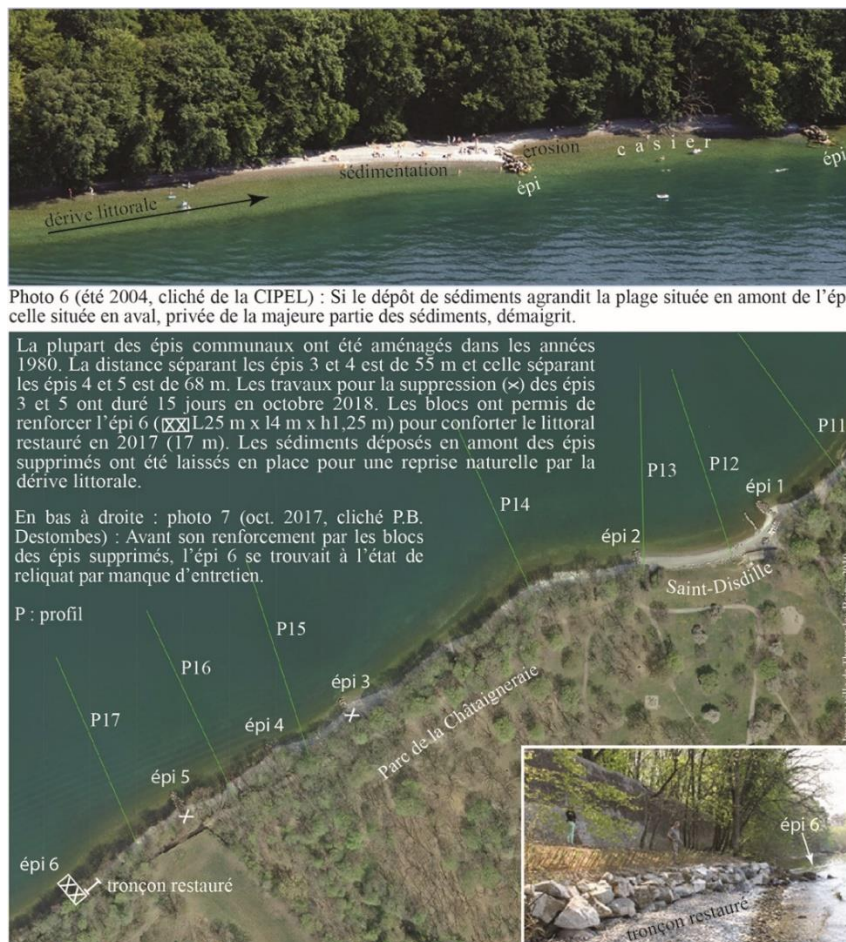 dérive littorale
sédimentation
érosion
casier
épi
épi
Photo 6 (été 2004, cliché de la CIPEL) : Si le dépôt de sédiments agrandit la plage située en amont de l'ép
celle située en aval, privée de la majeure partie des sédiments, démaigrit.
La plupart des épis communaux ont été aménagés dans les années
1980. La distance séparant les épis 3 et 4 est de 55 m et celle séparant
les épis 4 et 5 est de 68 m. Les travaux pour la suppression (×) des épis
3 et 5 ont duré 15 jours en octobre 2018. Les blocs ont permis de
renforcer l'épi 6 (L25 m x l4 m x h1,25 m) pour conforter le littoral
restauré en 2017 (17 m). Les sédiments déposés en amont des épis
supprimés ont été laissés en place pour une reprise naturelle par la
dérive littorale.
En bas à droite : photo 7 (oct. 2017, cliché P.B.
Destombes) : Avant son renforcement par les blocs
des épis supprimés, l'épi 6 se trouvait à l'état de
reliquat par manque d'entretien.
P : profil
P11
P12
P13
P14
P15
P16
P17
épi 1
épi 2
Saint-Disdille
épi 3
épi 4
épi 5
épi 6
Parc de la Châtaigneraie
tronçon restauré
épi 6
tronçon restauré